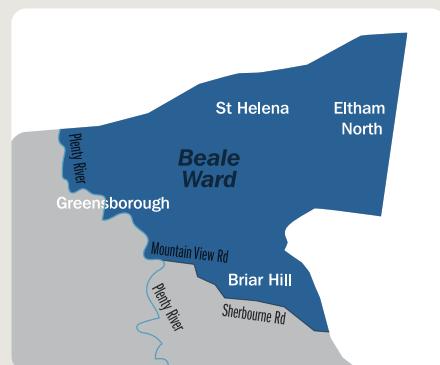 St Helena
Eltham
North
Plenty River
Beale
Ward
Greensborough
Mountain View Rd
Briar Hill
Plenty River
Sherbourne Rd